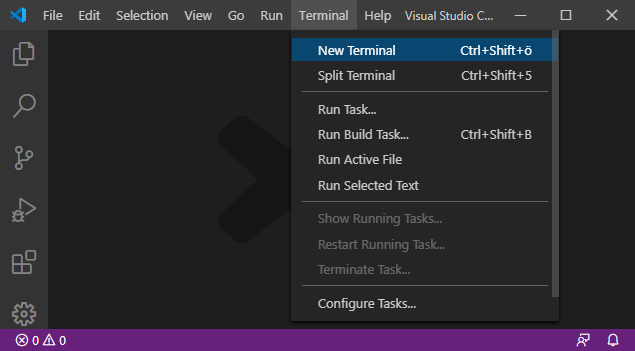 File Edit Selection View Go Run Terminal Help Visual Studio C...
New Terminal Ctrl+Shift+ö
Split Terminal Ctrl+Shift+5
Run Task...
Run Build Task... Ctrl+Shift+B
Run Active File
Run Selected Text
Show Running Tasks...
Restart Running Task...
Terminate Task...
Configure Tasks...
0 0